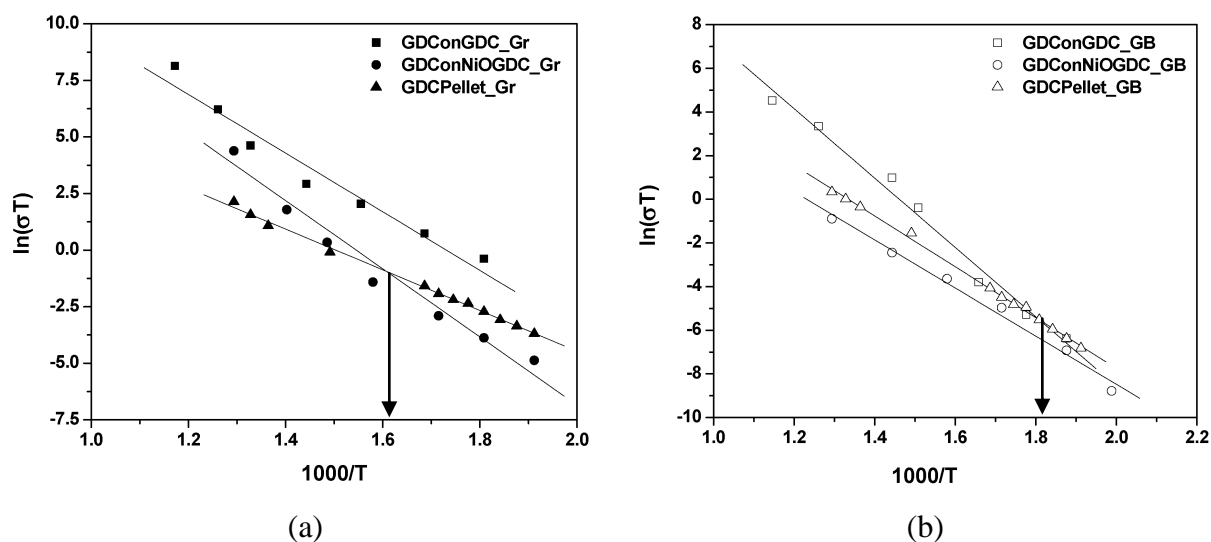 10.0
7.5
5.0
2.5
0.0
-2.5
-5.0
-7.5
ln(σT)
GDConGDC_Gr
GDConNiOGDC_Gr
GDCPellet_Gr
1.0 1.2 1.4 1.6 1.8 2.0
1000/T
(a)
8
6
4
2
0
-2
-4
-6
-8
-10
ln(σT)
GDConGDC_GB
GDConNiOGDC_GB
GDCPellet_GB
1.0 1.2 1.4 1.6 1.8 2.0 2.2
1000/T
(b)